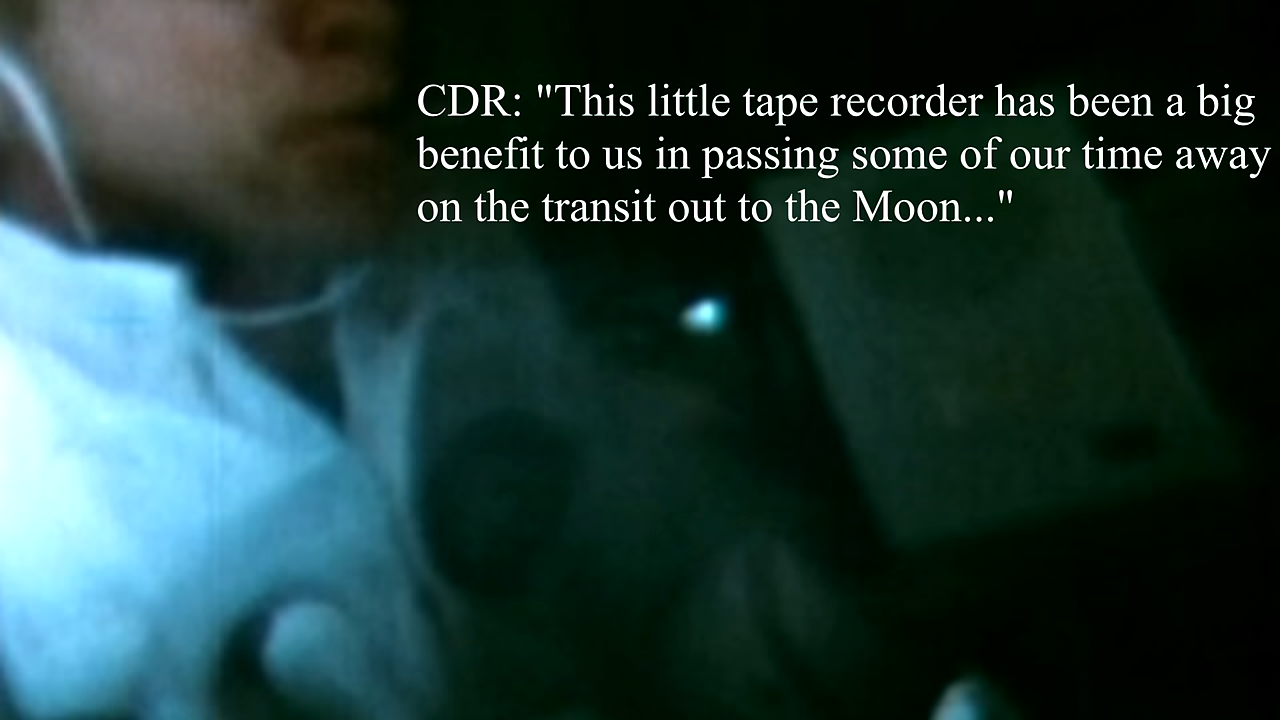 CDR: "This little tape recorder has been a big
benefit to us in passing some of our time away
on the transit out to the Moon..."